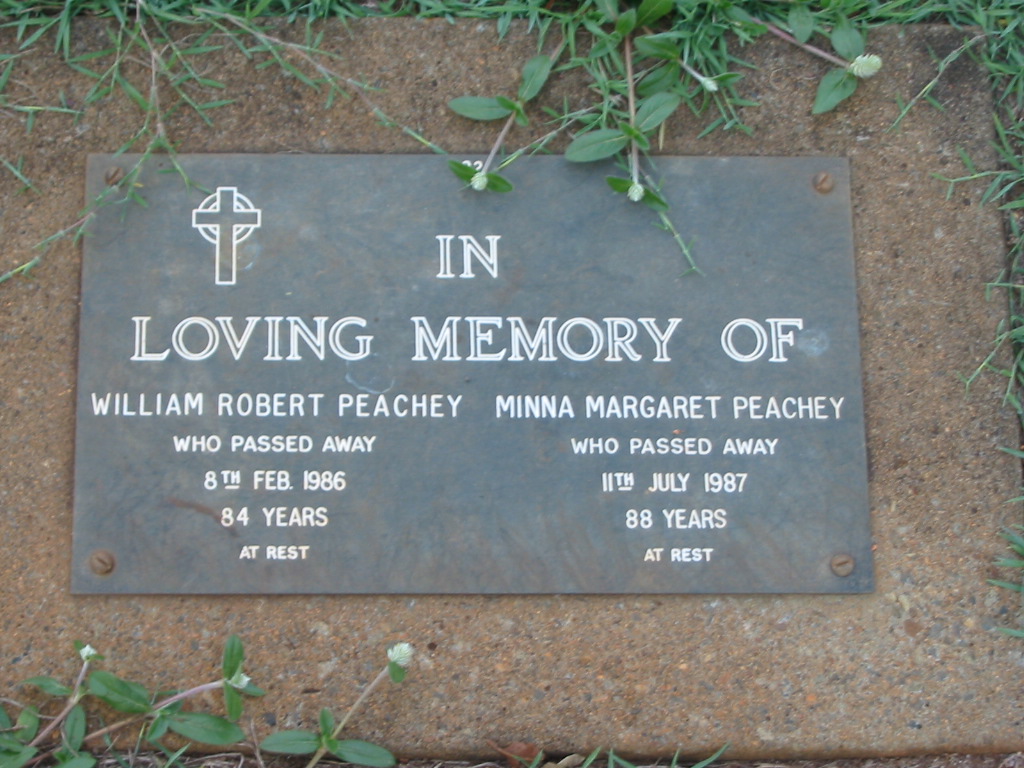 IN
LOVING MEMORY OF
WILLIAM ROBERT PEACHEY
WHO PASSED AWAY
8TH FEB. 1986
84 YEARS
AT REST
MINNA MARGARET PEACHEY
WHO PASSED AWAY
11TH JULY 1987
88 YEARS
AT REST